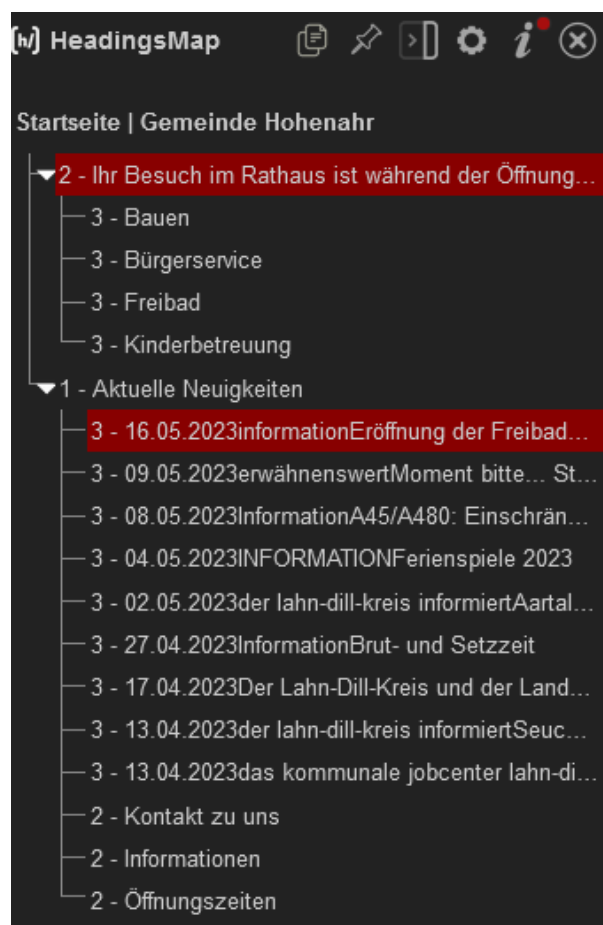 HeadingsMap
Startseite | Gemeinde Hohenahr
2 - Ihr Besuch im Rathaus ist während der Öffnung...
3 - Bauen
3 - Bürgerservice
3 - Freibad
3 - Kinderbetreuung
1 - Aktuelle Neuigkeiten
3 - 16.05.2023informationEröffnung der Freibad...
3 - 09.05.2023erwähnenswertMoment bitte... St...
3 - 08.05.2023InformationA45/A480: Einschrän...
3 - 04.05.2023INFORMATIONFerienspiele 2023
3 - 02.05.2023der lahn-dill-kreis informiertAartal...
3 - 27.04.2023InformationBrut- und Setzzeit
3 - 17.04.2023Der Lahn-Dill-Kreis und der Land...
3 - 13.04.2023der lahn-dill-kreis informiertSeuc...
3 - 13.04.2023das kommunale jobcenter lahn-di...
2 - Kontakt zu uns
2 - Informationen
2 - Öffnungszeiten